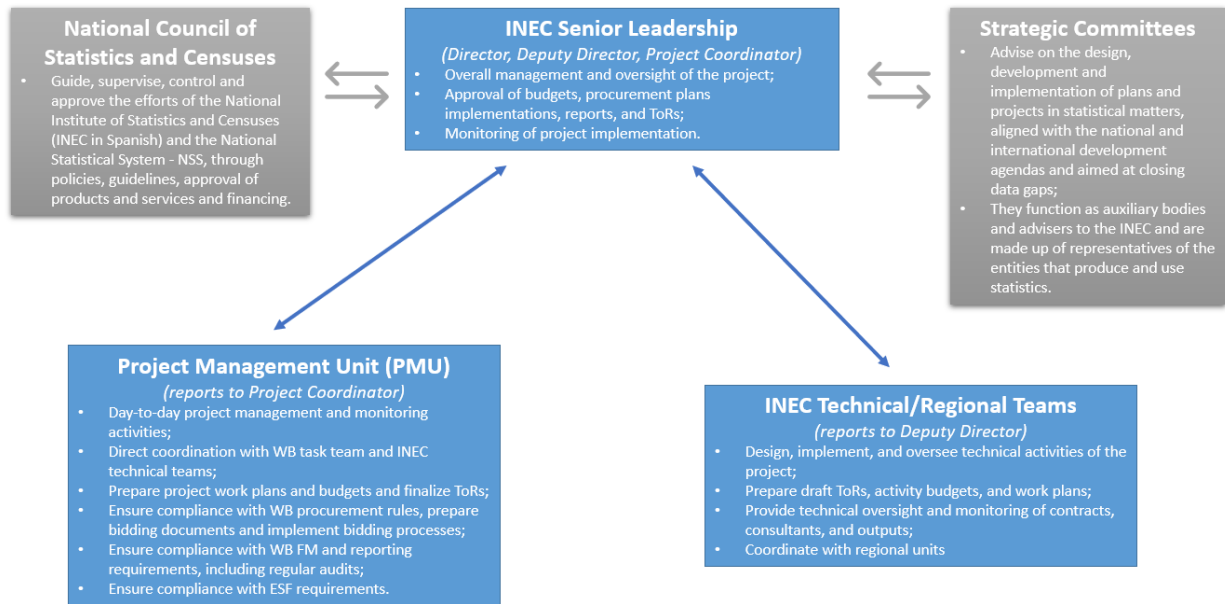 National Council of
Statistics and Censuses
• Guide, supervise, control and
approve the efforts of the National
Institute of Statistics and Censuses
(INEC in Spanish) and the National
Statistical System - NSS, through
policies, guidelines, approval of
products and services and financing.
INEC Senior Leadership
(Director, Deputy Director, Project Coordinator)
• Overall management and oversight of the project;
• Approval of budgets, procurement plans
implementations, reports, and ToRs;
• Monitoring of project implementation.
Strategic Committees
• Advise on the design,
development and
implementation of plans and
projects in statistical matters,
aligned with the national and
international development
agendas and aimed at closing
data gaps;
• They function as auxiliary bodies
and advisers to the INEC and are
made up of representatives of the
entities that produce and use
statistics.
Project Management Unit (PMU)
(reports to Project Coordinator)
• Day-to-day project management and monitoring
activities;
• Direct coordination with WB task team and INEC
technical teams;
• Prepare project work plans and budgets and finalize ToRs;
• Ensure compliance with WB procurement rules, prepare
bidding documents and implement bidding processes;
• Ensure compliance with WB FM and reporting
requirements, including regular audits;
• Ensure compliance with ESF requirements.
INEC Technical/Regional Teams
(reports to Deputy Director)
• Design, implement, and oversee technical activities of the
project;
• Prepare draft ToRs, activity budgets, and work plans;
• Provide technical oversight and monitoring of contracts,
consultants, and outputs;
• Coordinate with regional units